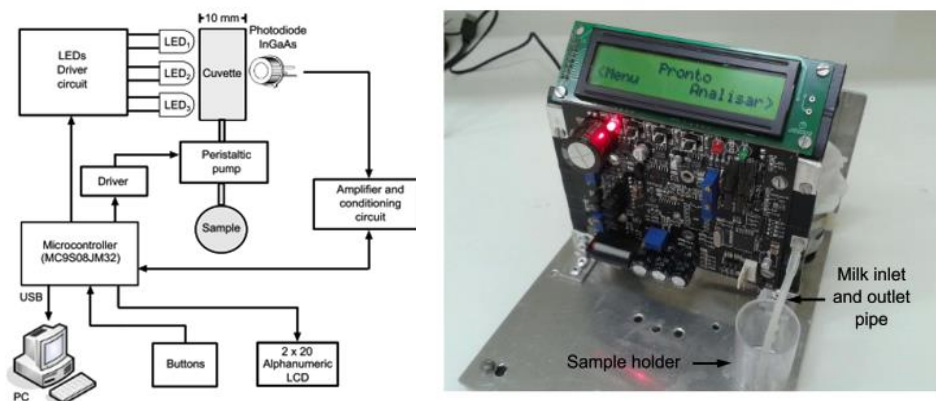 10 mm
LEDs
Driver
circuit
LED1
LED2
LED3
Cuvette
Photodiode
InGaAs
Peristaltic
pump
Driver
Amplifier and
conditioning
circuit
Sample
Microcontroller
(MC9S08JM32)
USB
PC
Buttons
2 x 20
Alphanumeric
LCD
Pronto
<Menu Analisar>
Milk inlet
and outlet
pipe
Sample holder